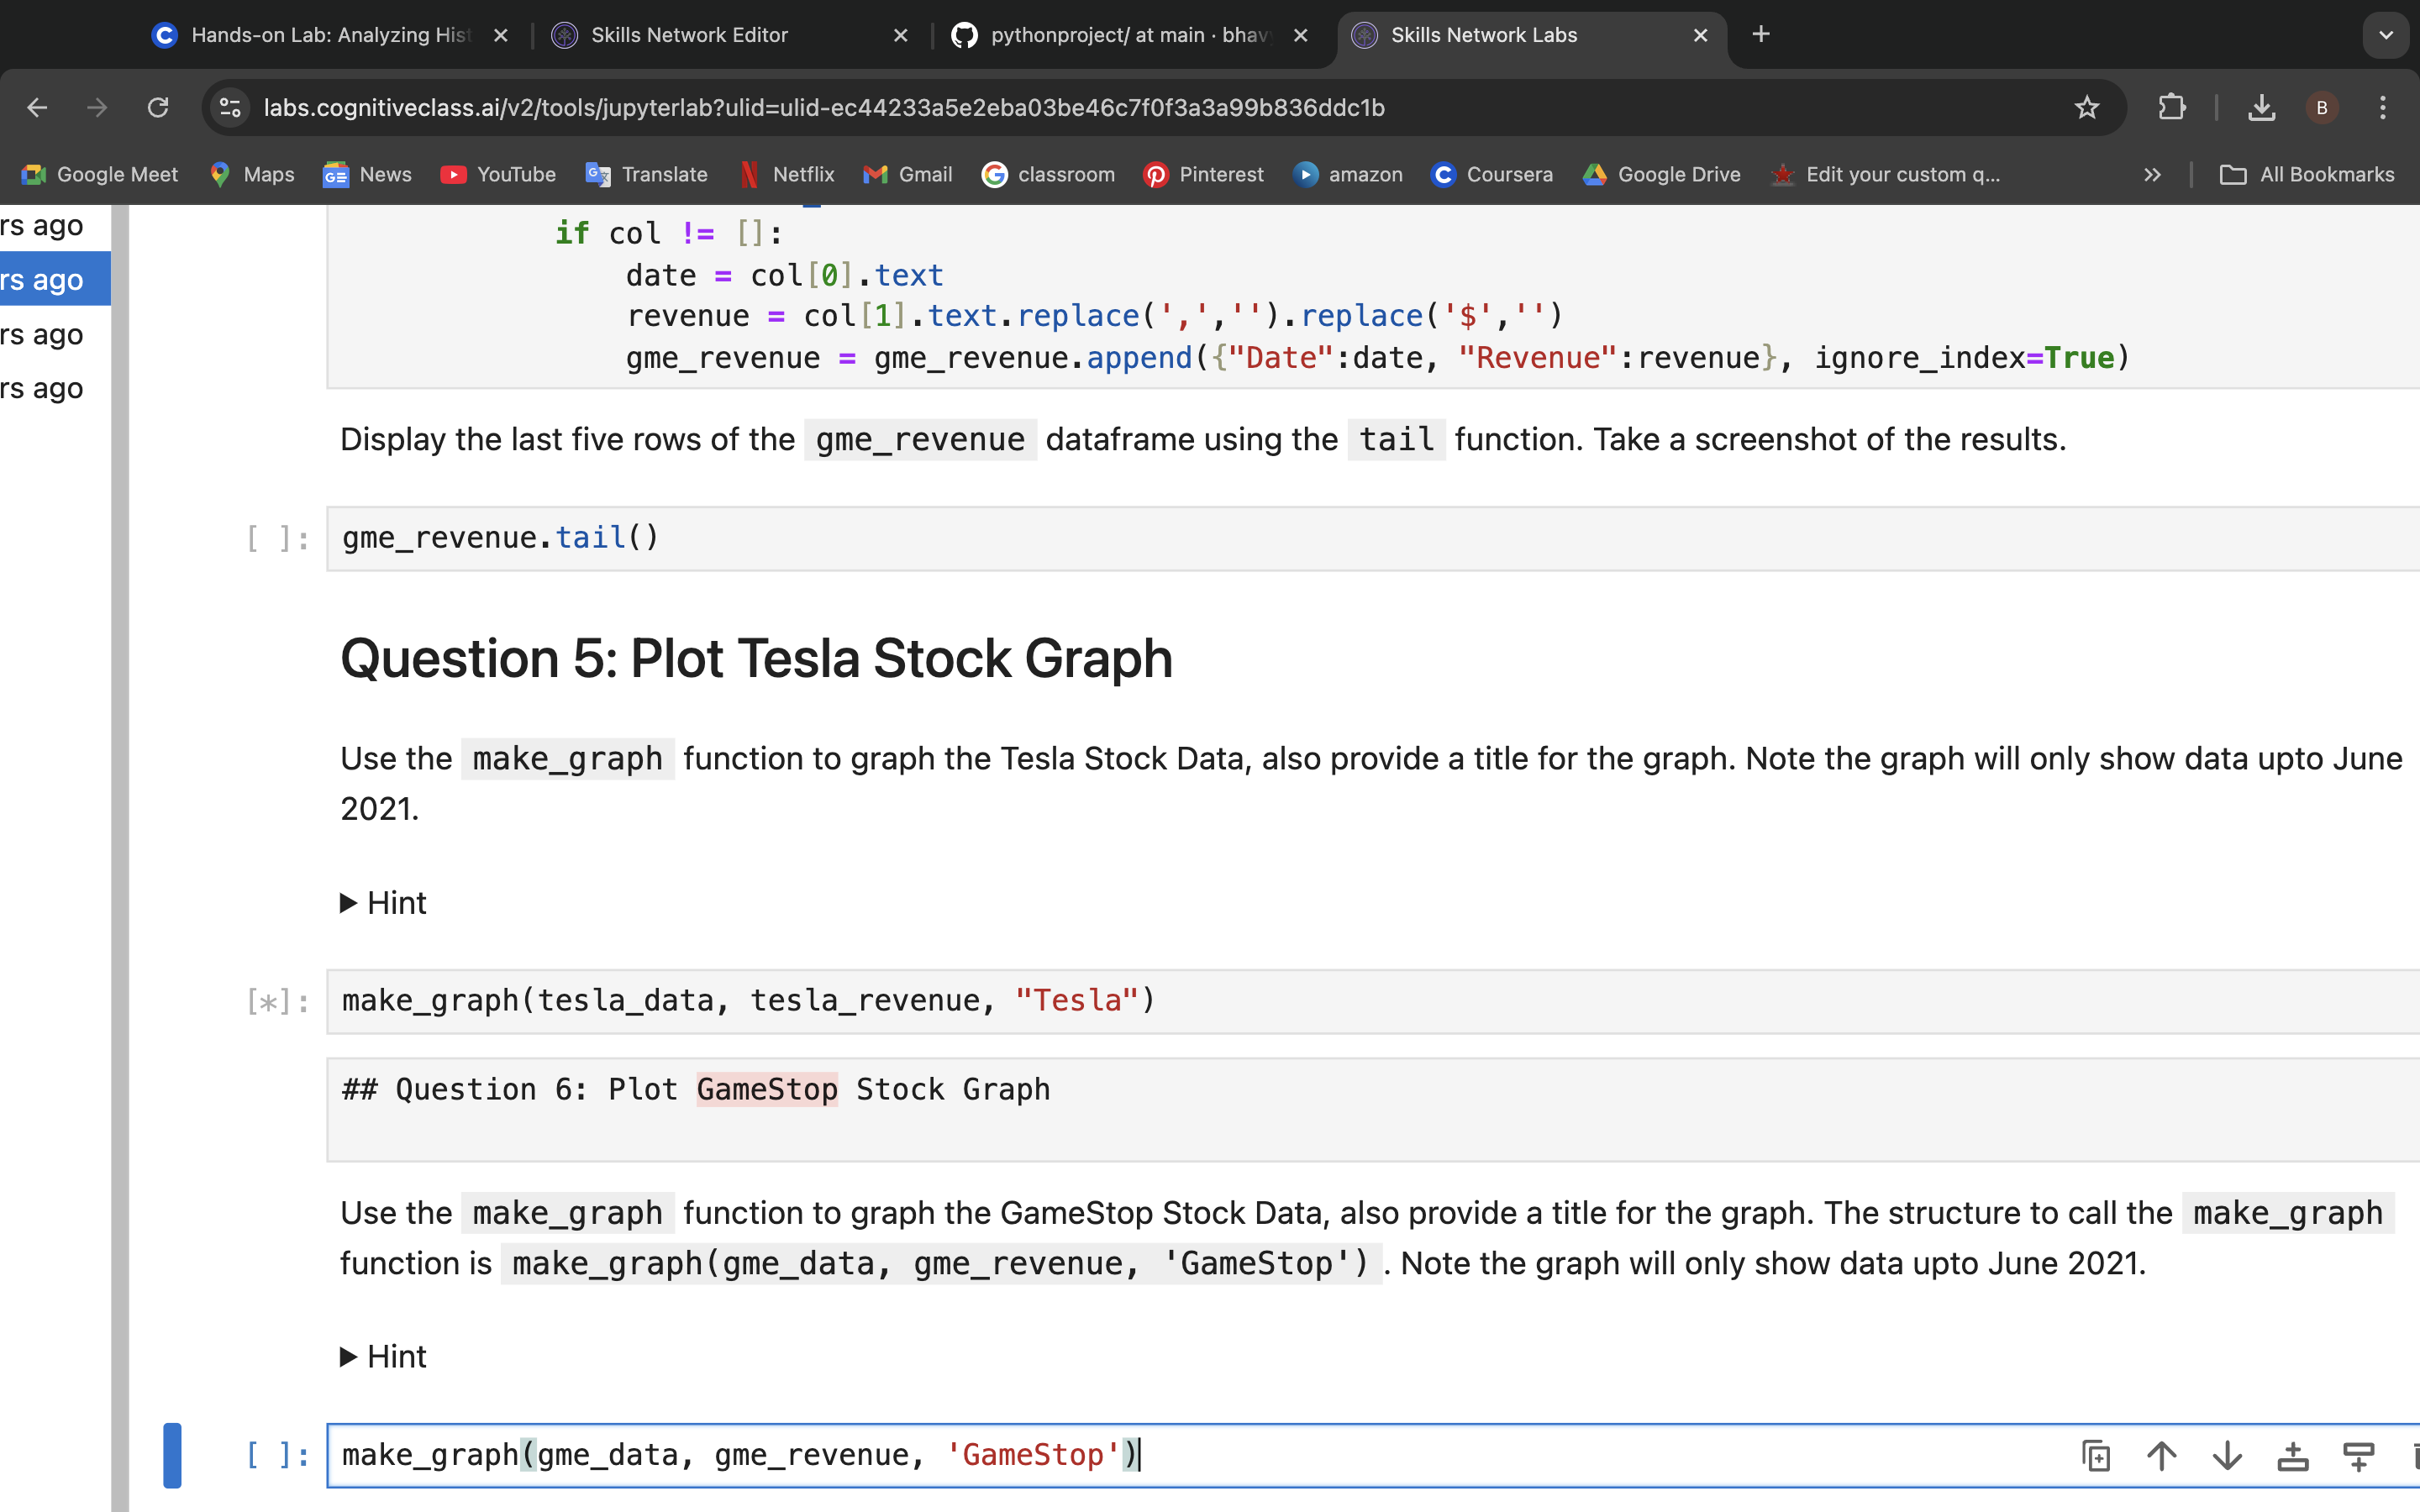 Hands-on Lab: Analyzing Hist
Skills Network Editor
pythonproject/ at main · bhavy
Skills Network Labs
labs.cognitiveclass.ai/v2/tools/jupyterlab?ulid=ulid-ec44233a5e2eba03be46c7f0f3a3a99b836ddc1b
B
Google Meet
Maps
News
YouTube
Translate
Netflix
Gmail
classroom
Pinterest
amazon
Coursera
Google Drive
Edit your custom q...
All Bookmarks
rs ago
rs ago
rs ago
rs ago
if col != []:
date = col[0].text
revenue = col[1].text.replace(',','').replace('$','')
gme_revenue = gme_revenue.append({"Date":date, "Revenue":revenue}, ignore_index=True)
Display the last five rows of the gme_revenue dataframe using the tail function. Take a screenshot of the results.
[ ]: gme_revenue.tail()
Question 5: Plot Tesla Stock Graph
Use the make_graph function to graph the Tesla Stock Data, also provide a title for the graph. Note the graph will only show data upto June
2021.
Hint
[*]: make_graph(tesla_data, tesla_revenue, "Tesla")
## Question 6: Plot GameStop Stock Graph
Use the make_graph function to graph the GameStop Stock Data, also provide a title for the graph. The structure to call the make_graph
function is make_graph(gme_data, gme_revenue, 'GameStop') . Note the graph will only show data upto June 2021.
Hint
[ ]: make_graph(gme_data, gme_revenue, 'GameStop')